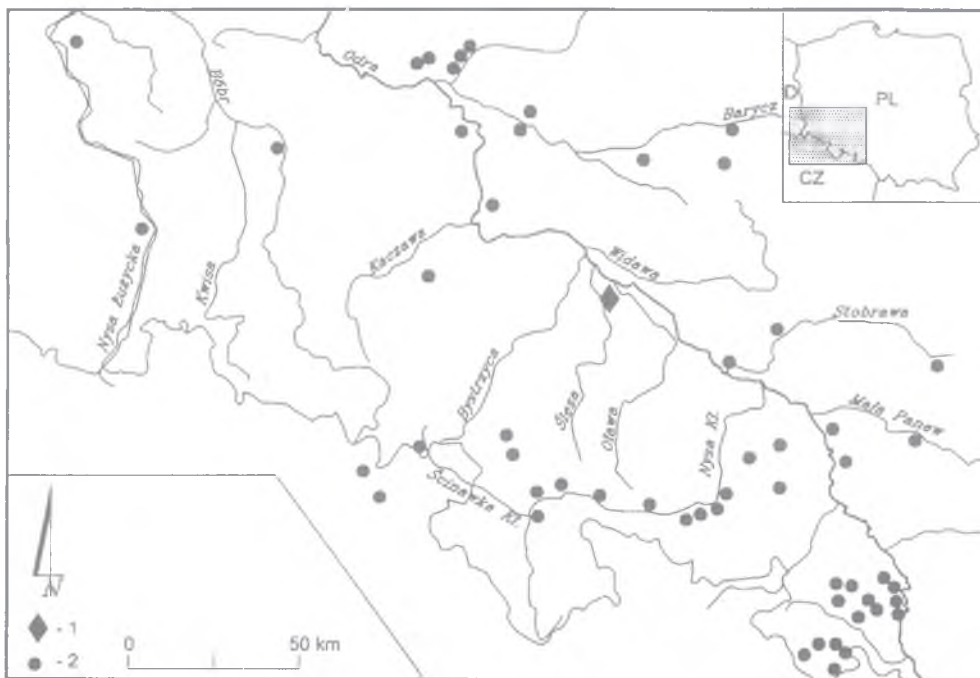 Odra
Bóbr
Barycz
D
PL
CZ
Kaczawa
Widawa
Nysa Łużycka
Kwisa
Stobrawa
Bystrzyca
Ślęza
Oława
Nysa Kł.
Mała Panew
Ścinawka Kł.
N
- 1
- 2
0
50 km